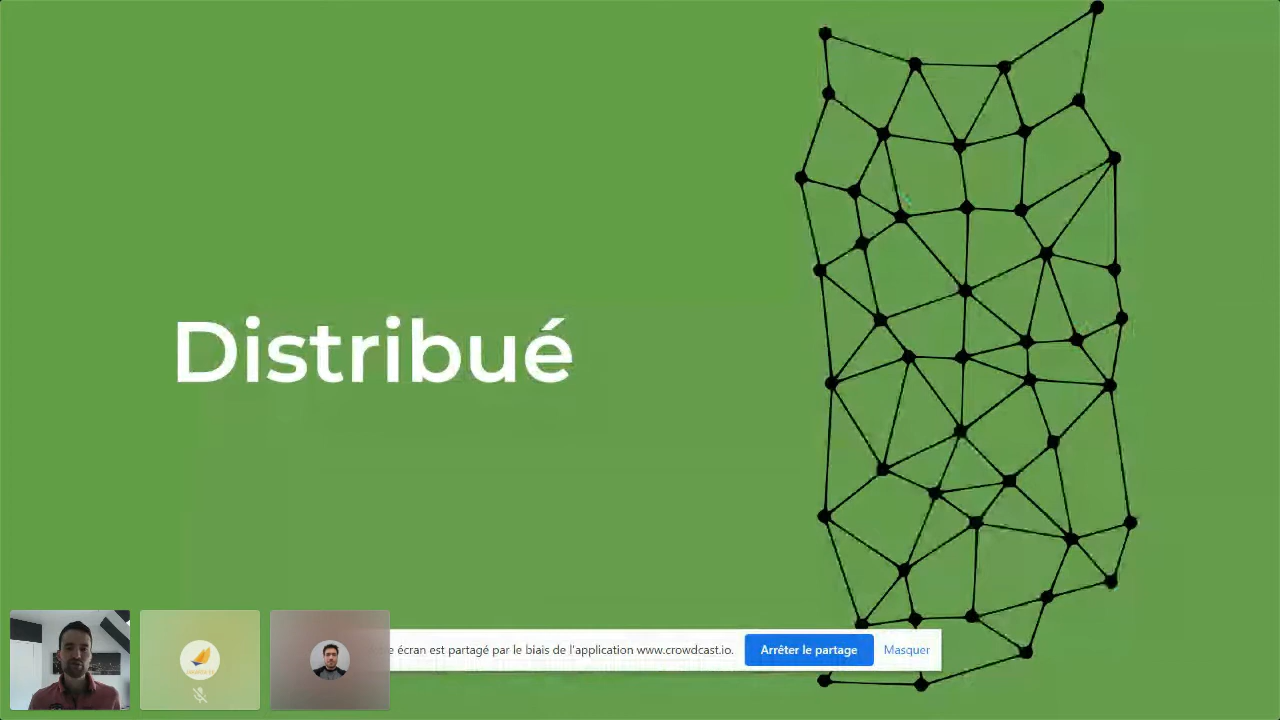 Distribué
e écran est partagé par le biais de l'application www.crowdcast.io.
Arrêter le partage
Masquer